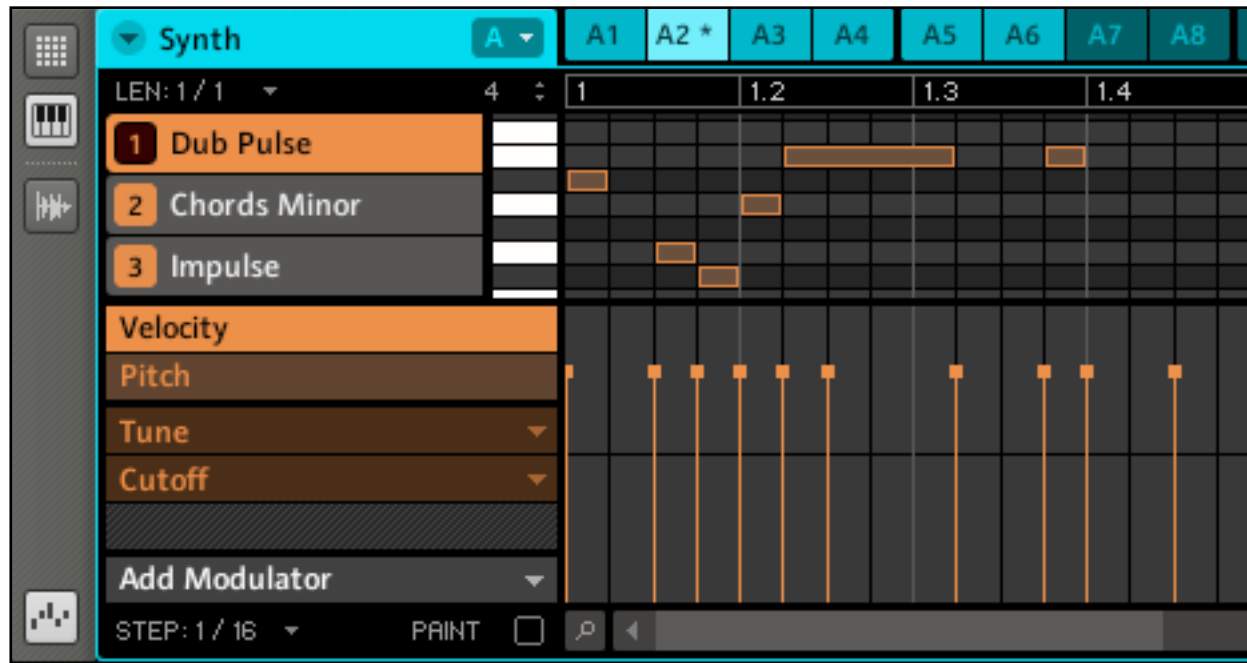 Synth A A1 A2 * A3 A4 A5 A6 A7 A8
LEN: 1 / 1 4 1 1.2 1.3 1.4
1 Dub Pulse
2 Chords Minor
3 Impulse
Velocity
Pitch
Tune
Cutoff
Add Modulator
STEP: 1 / 16 PAINT